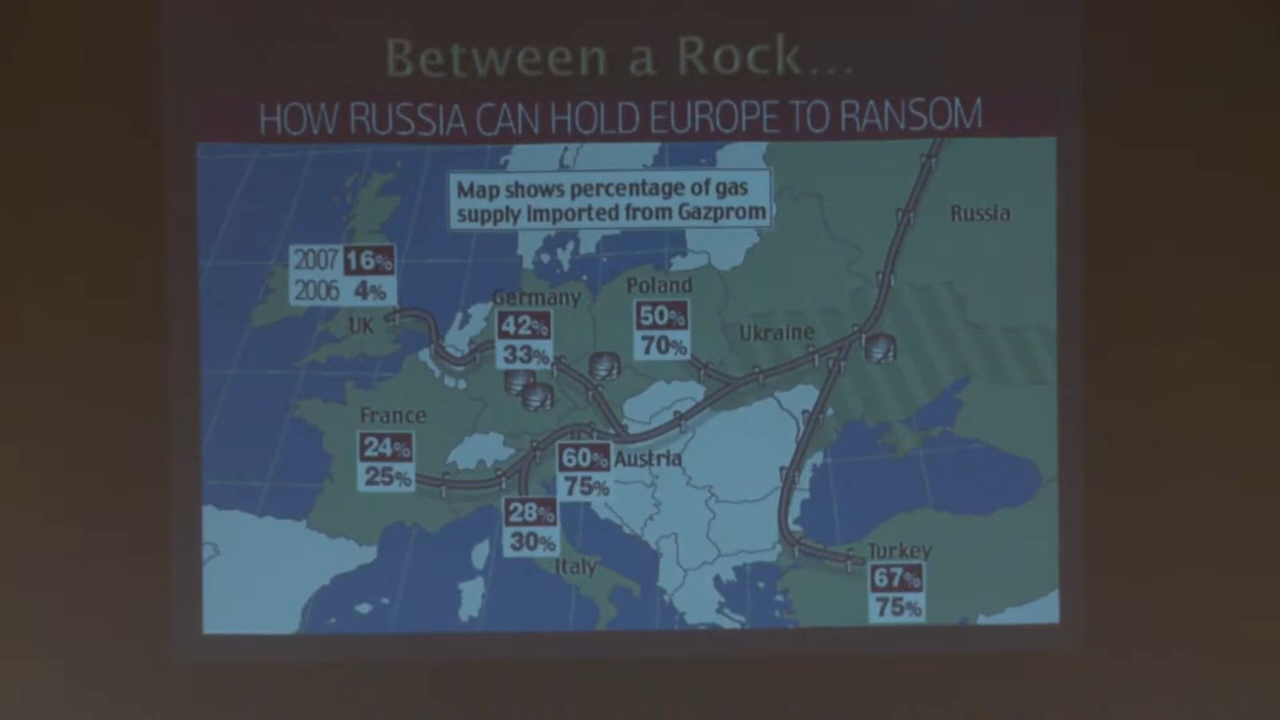 Between a Rock...
HOW RUSSIA CAN HOLD EUROPE TO RANSOM
Map shows percentage of gas
supply imported from Gazprom
Russia
2007 16%
2006 4%
UK
Germany
42%
33%
Poland
50%
70%
Ukraine
France
24%
25%
60%
75%
Austria
28%
30%
Italy
Turkey
67%
75%